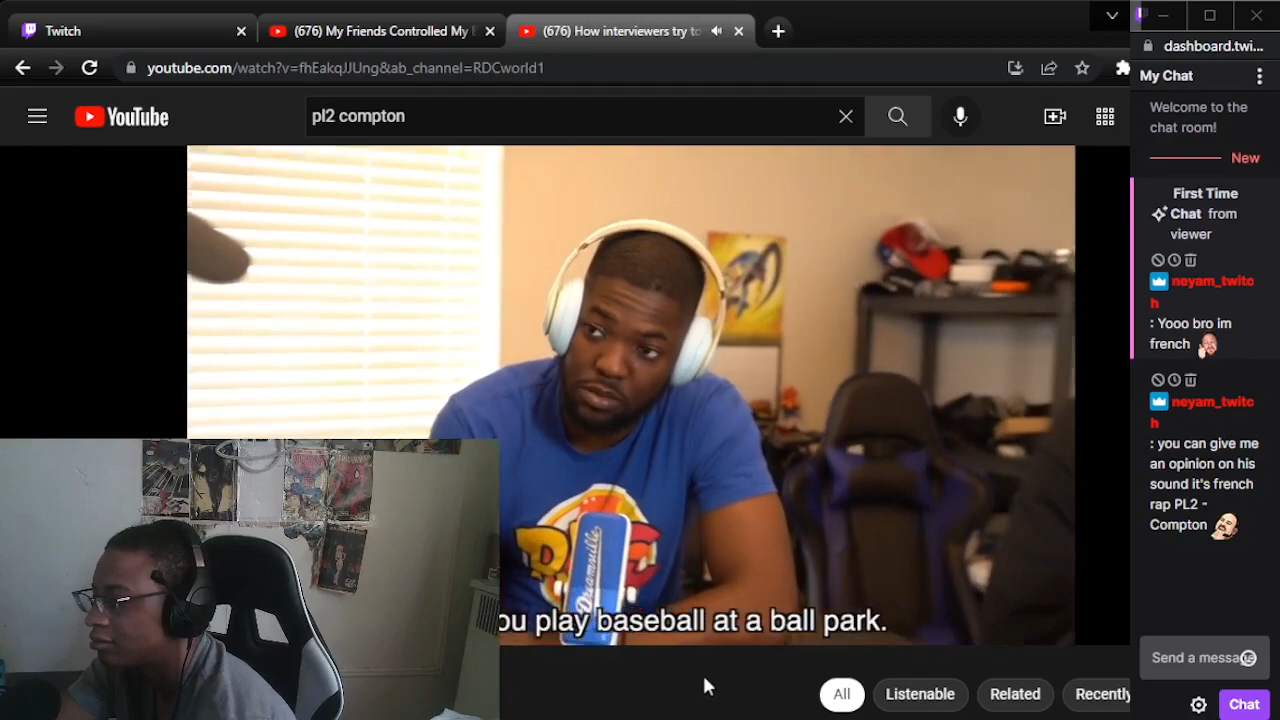 Twitch
(676) My Friends Controlled My
(676) How interviewers try to
youtube.com/watch?v=fhEakqJJUng&ab_channel=RDCworld1
YouTube
pl2 compton
Dreamville
ou play baseball at a ball park.
All
Listenable
Related
Recently
dashboard.twi...
My Chat
Welcome to the
chat room!
New
First Time
Chat from
viewer
neyam_twitc
h
: Yooo bro im
french
neyam_twitc
h
: you can give me
an opinion on his
sound it's french
rap PL2 -
Compton
Send a message
Chat